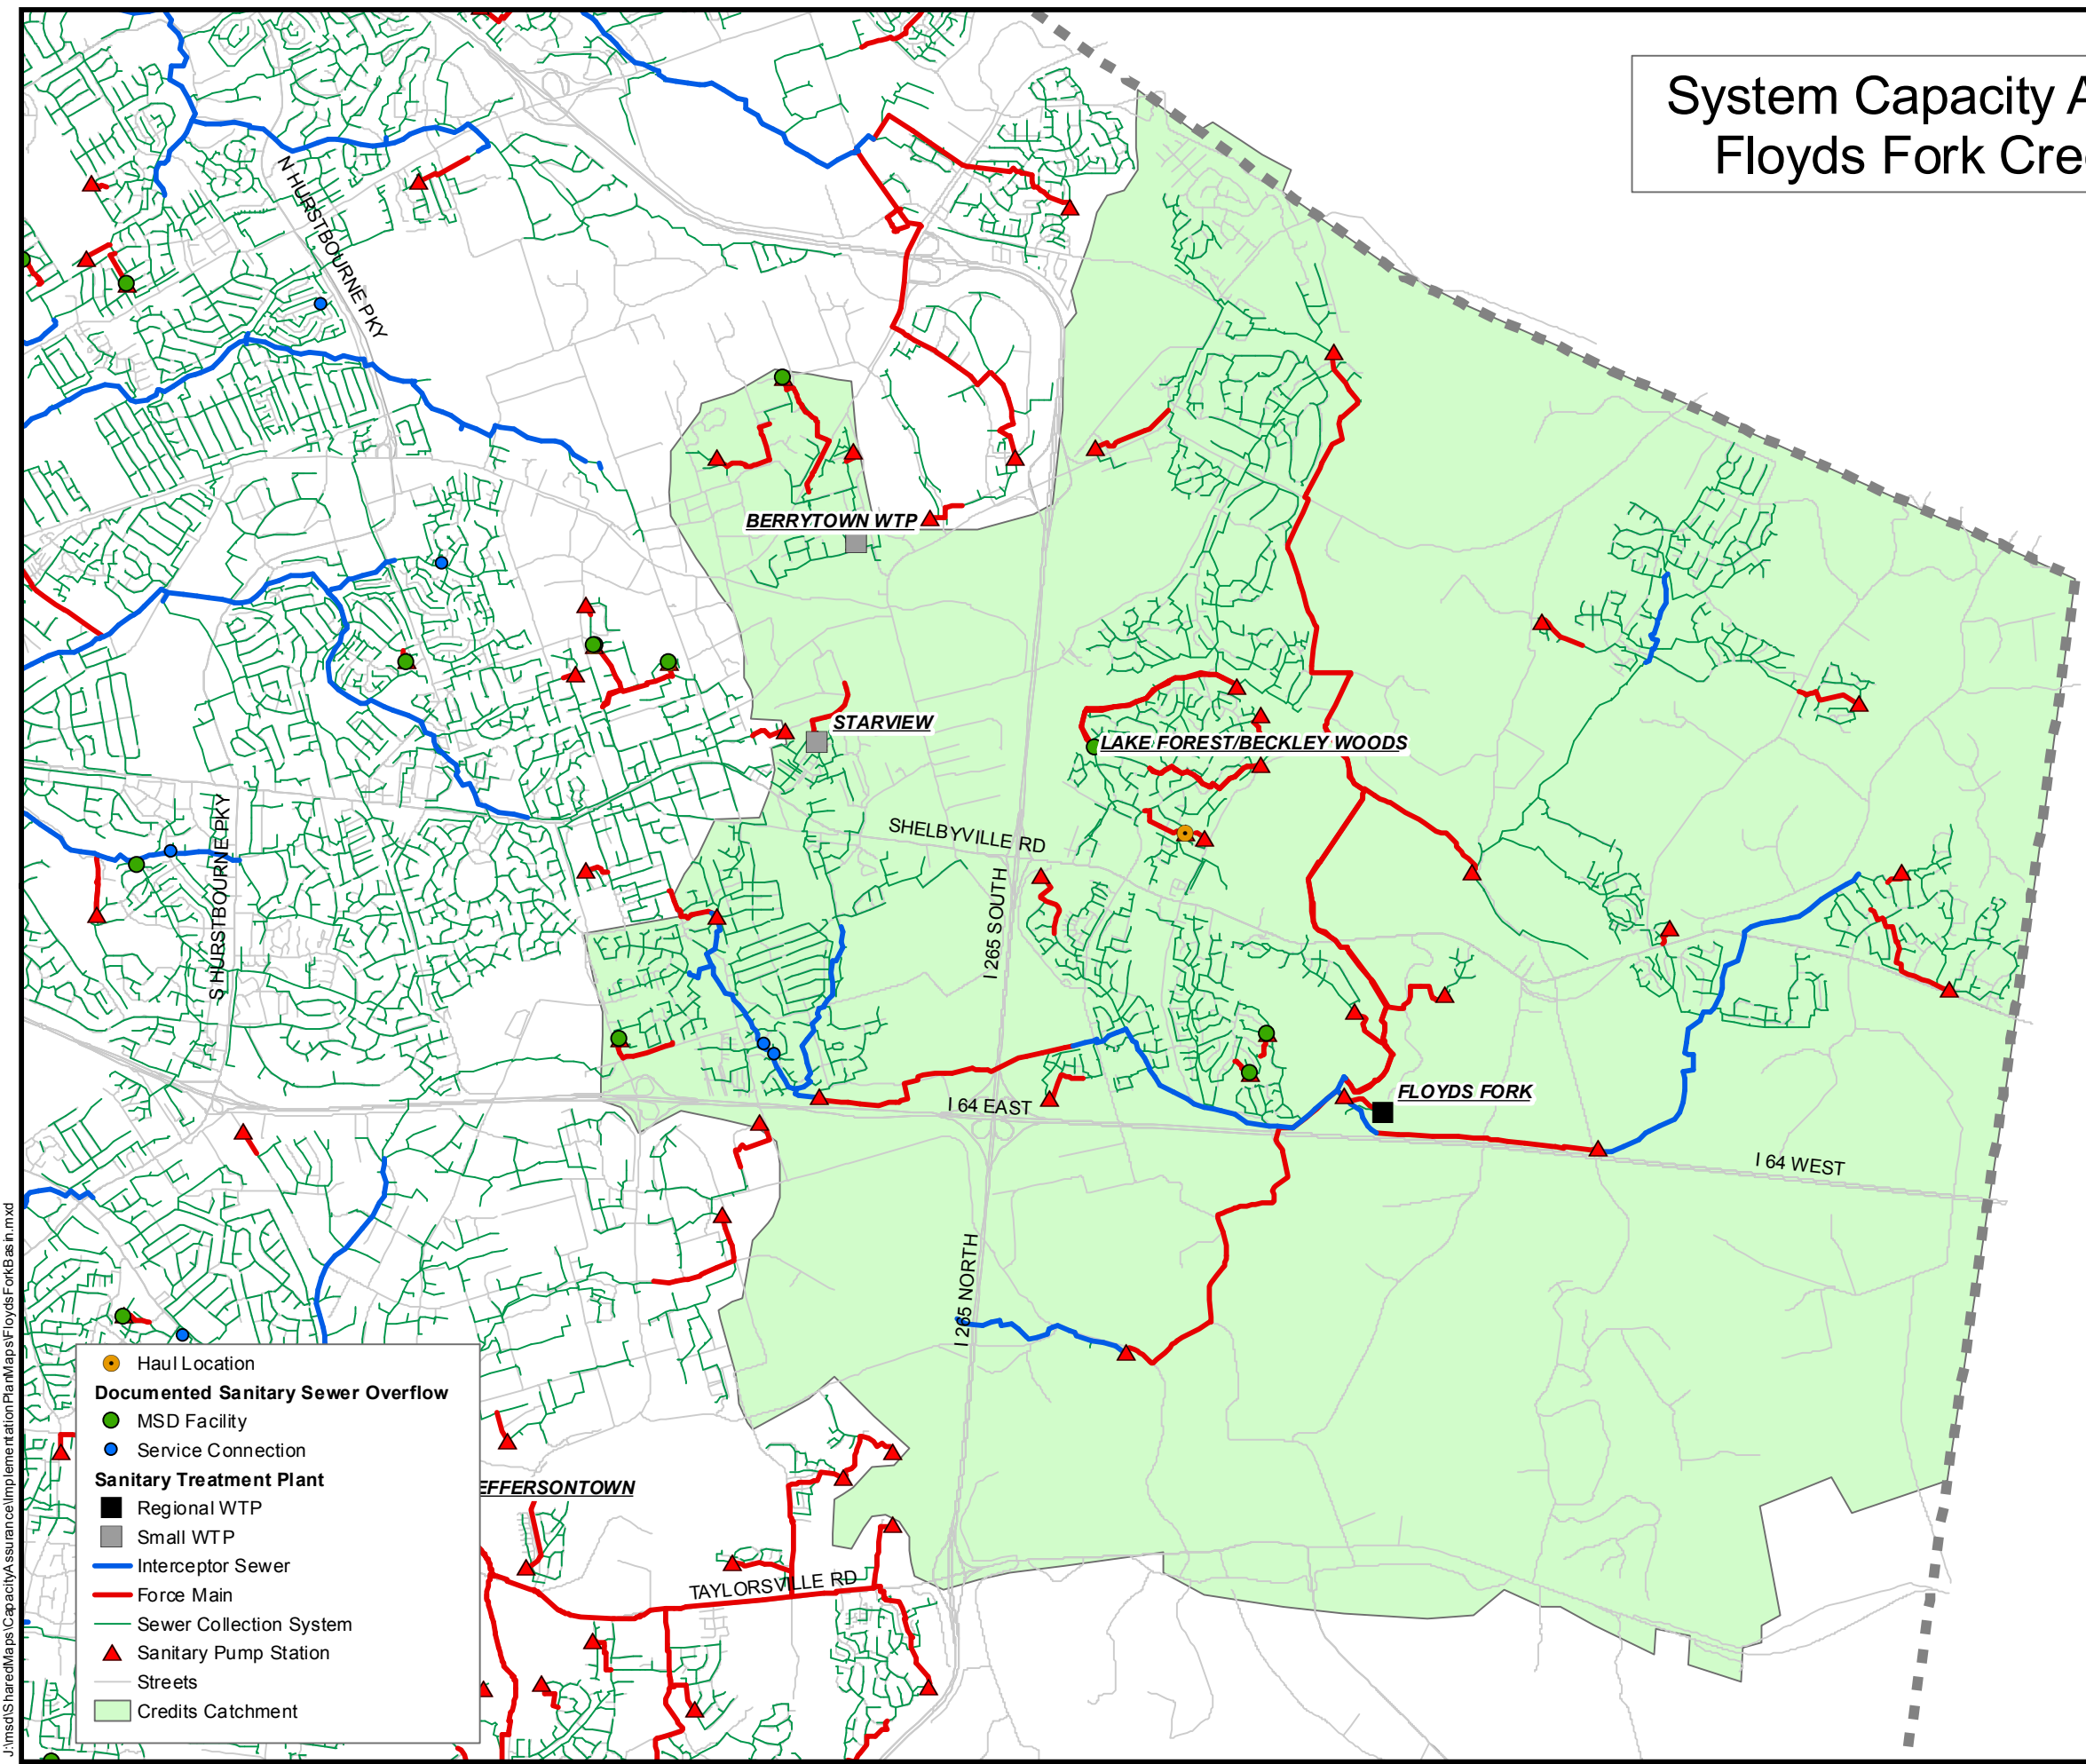 System Capacity A
Floyds Fork Cree
N HURSTBOURNE PKY
BERRYTOWN WTP
STARVIEW
LAKE FOREST/BECKLEY WOODS
SHELBYVILLE RD
S HURSTBOURNE PKY
I 265 SOUTH
FLOYDS FORK
I 64 EAST
I 64 WEST
I 265 NORTH
EFFERSONTOWN
TAYLORSVILLE RD
Haul Location
Documented Sanitary Sewer Overflow
MSD Facility
Service Connection
Sanitary Treatment Plant
Regional WTP
Small WTP
Interceptor Sewer
Force Main
Sewer Collection System
Sanitary Pump Station
Streets
Credits Catchment
J:\msd\SharedMaps\CapacityAssurance\ImplementationPlanMaps\FloydsForkBasin.mxd